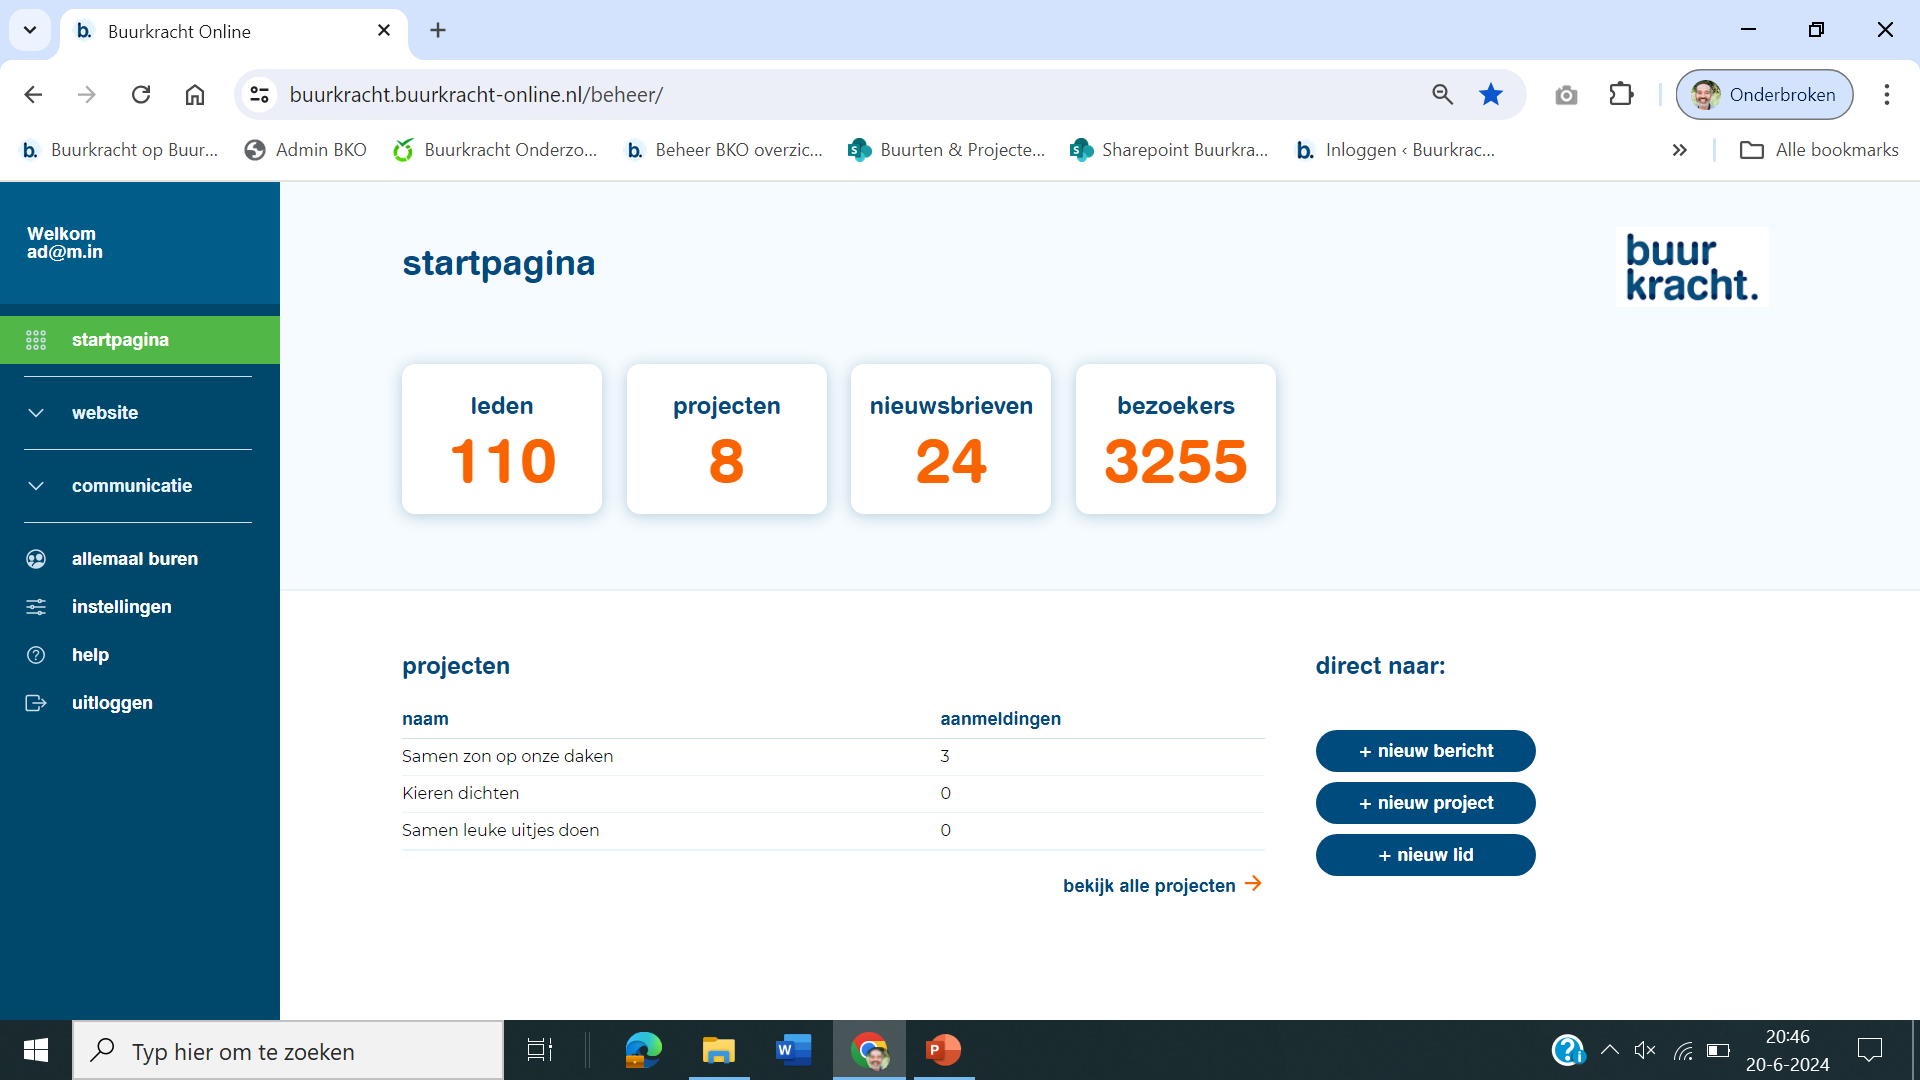 b. Buurkracht Online
buurkracht.buurkracht-online.nl/beheer/
Onderbroken
b. Buurkracht op Buur...
Admin BKO
Buurkracht Onderzo...
b. Beheer BKO overzic...
S Buurten & Projecte...
S Sharepoint Buurkra...
b. Inloggen ‹ Buurkrac...
Alle bookmarks
Welkom
ad@m.in
startpagina
website
communicatie
allemaal buren
instellingen
help
uitloggen
startpagina
buur
kracht.
leden
110
projecten
8
nieuwsbrieven
24
bezoekers
3255
projecten
naam aanmeldingen
Samen zon op onze daken 3
Kieren dichten 0
Samen leuke uitjes doen 0
bekijk alle projecten
direct naar:
+ nieuw bericht
+ nieuw project
+ nieuw lid
Typ hier om te zoeken
W
P
20:46
20-6-2024